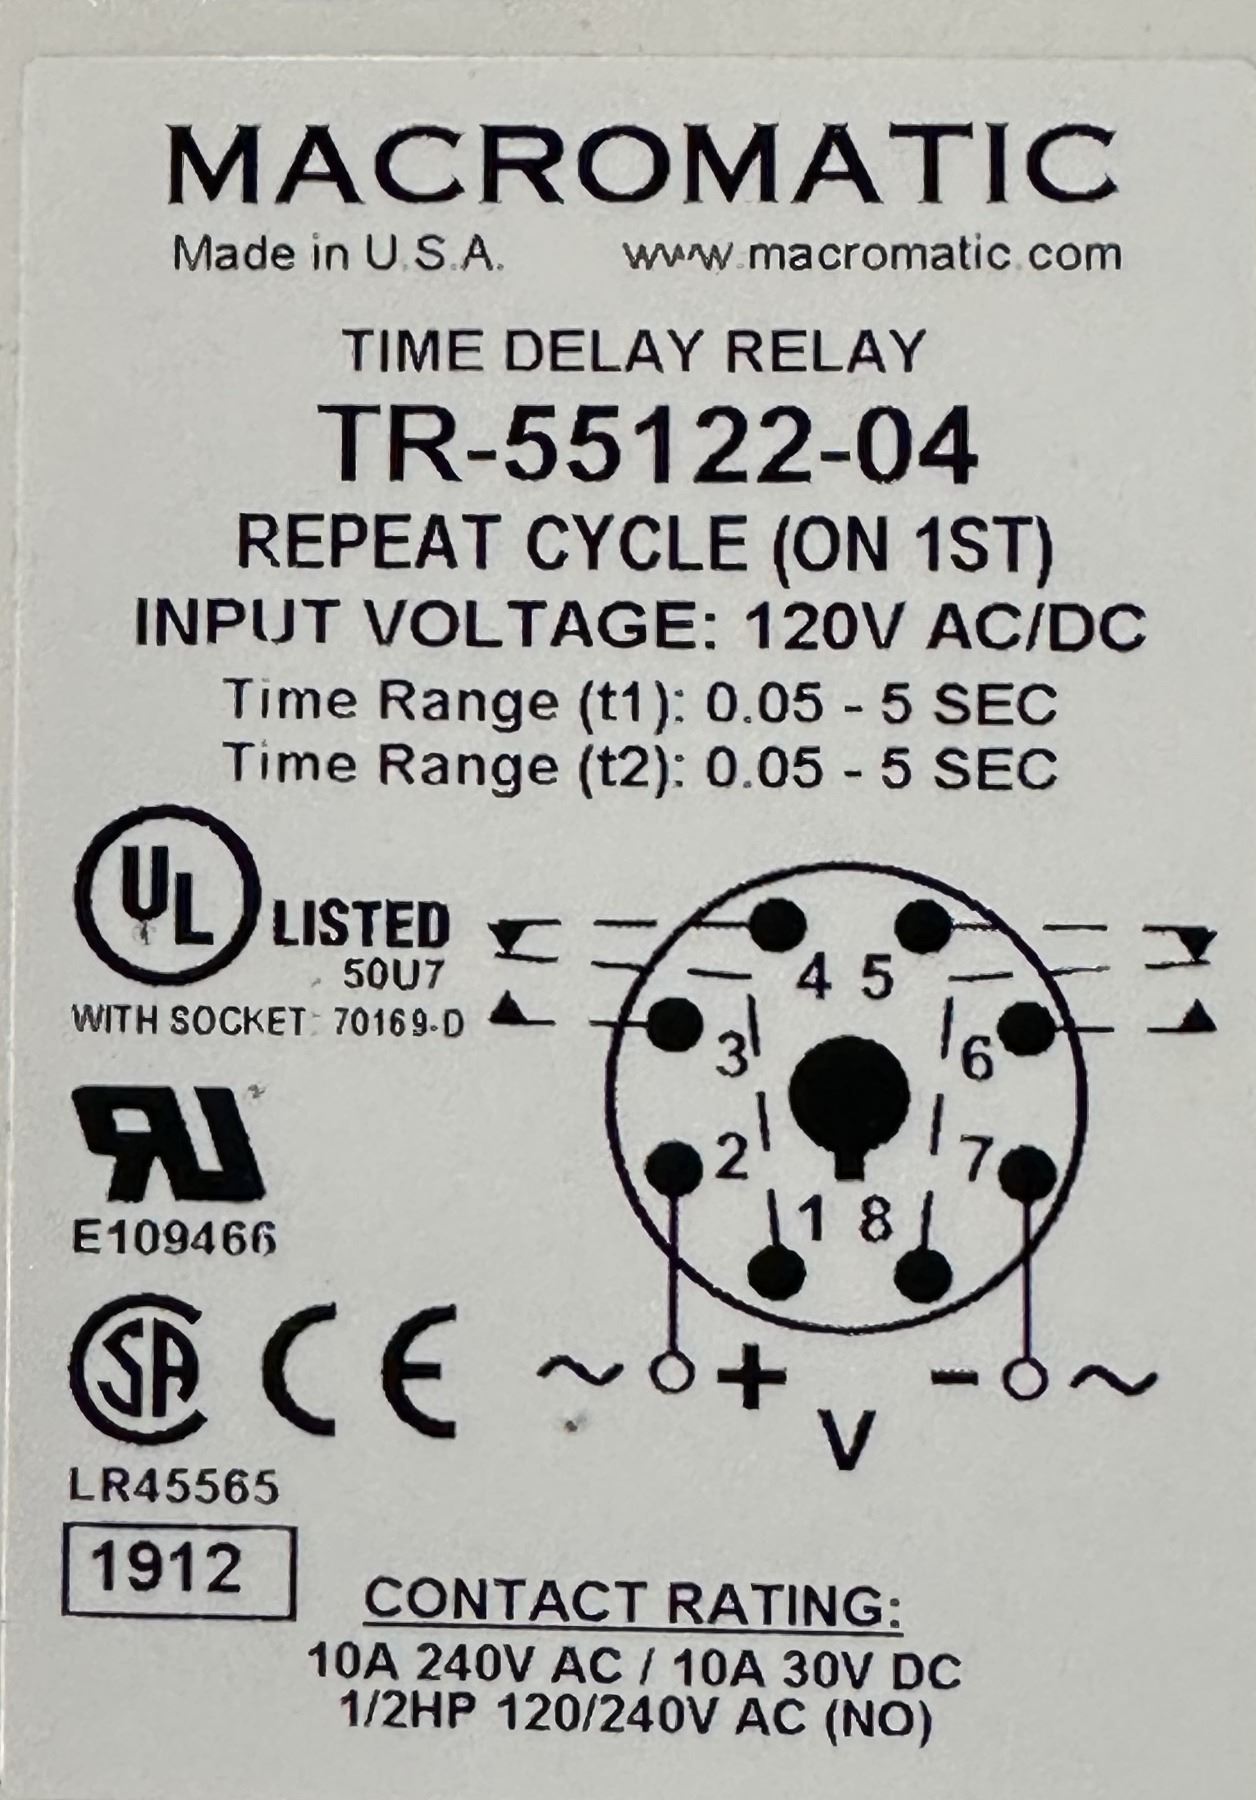 MACROMATIC
Made in U.S.A. www.macromatic.com
TIME DELAY RELAY
TR-55122-04
REPEAT CYCLE (ON 1ST)
INPUT VOLTAGE: 120V AC/DC
Time Range (t1): 0.05 - 5 SEC
Time Range (t2): 0.05 - 5 SEC
UL LISTED
50U7
WITH SOCKET: 70169-D
4 5
3 6
2 7
1 8
RU
E109466
SA CE
~ + - ~
V
LR45565
1912
CONTACT RATING:
10A 240V AC / 10A 30V DC
1/2HP 120/240V AC (NO)